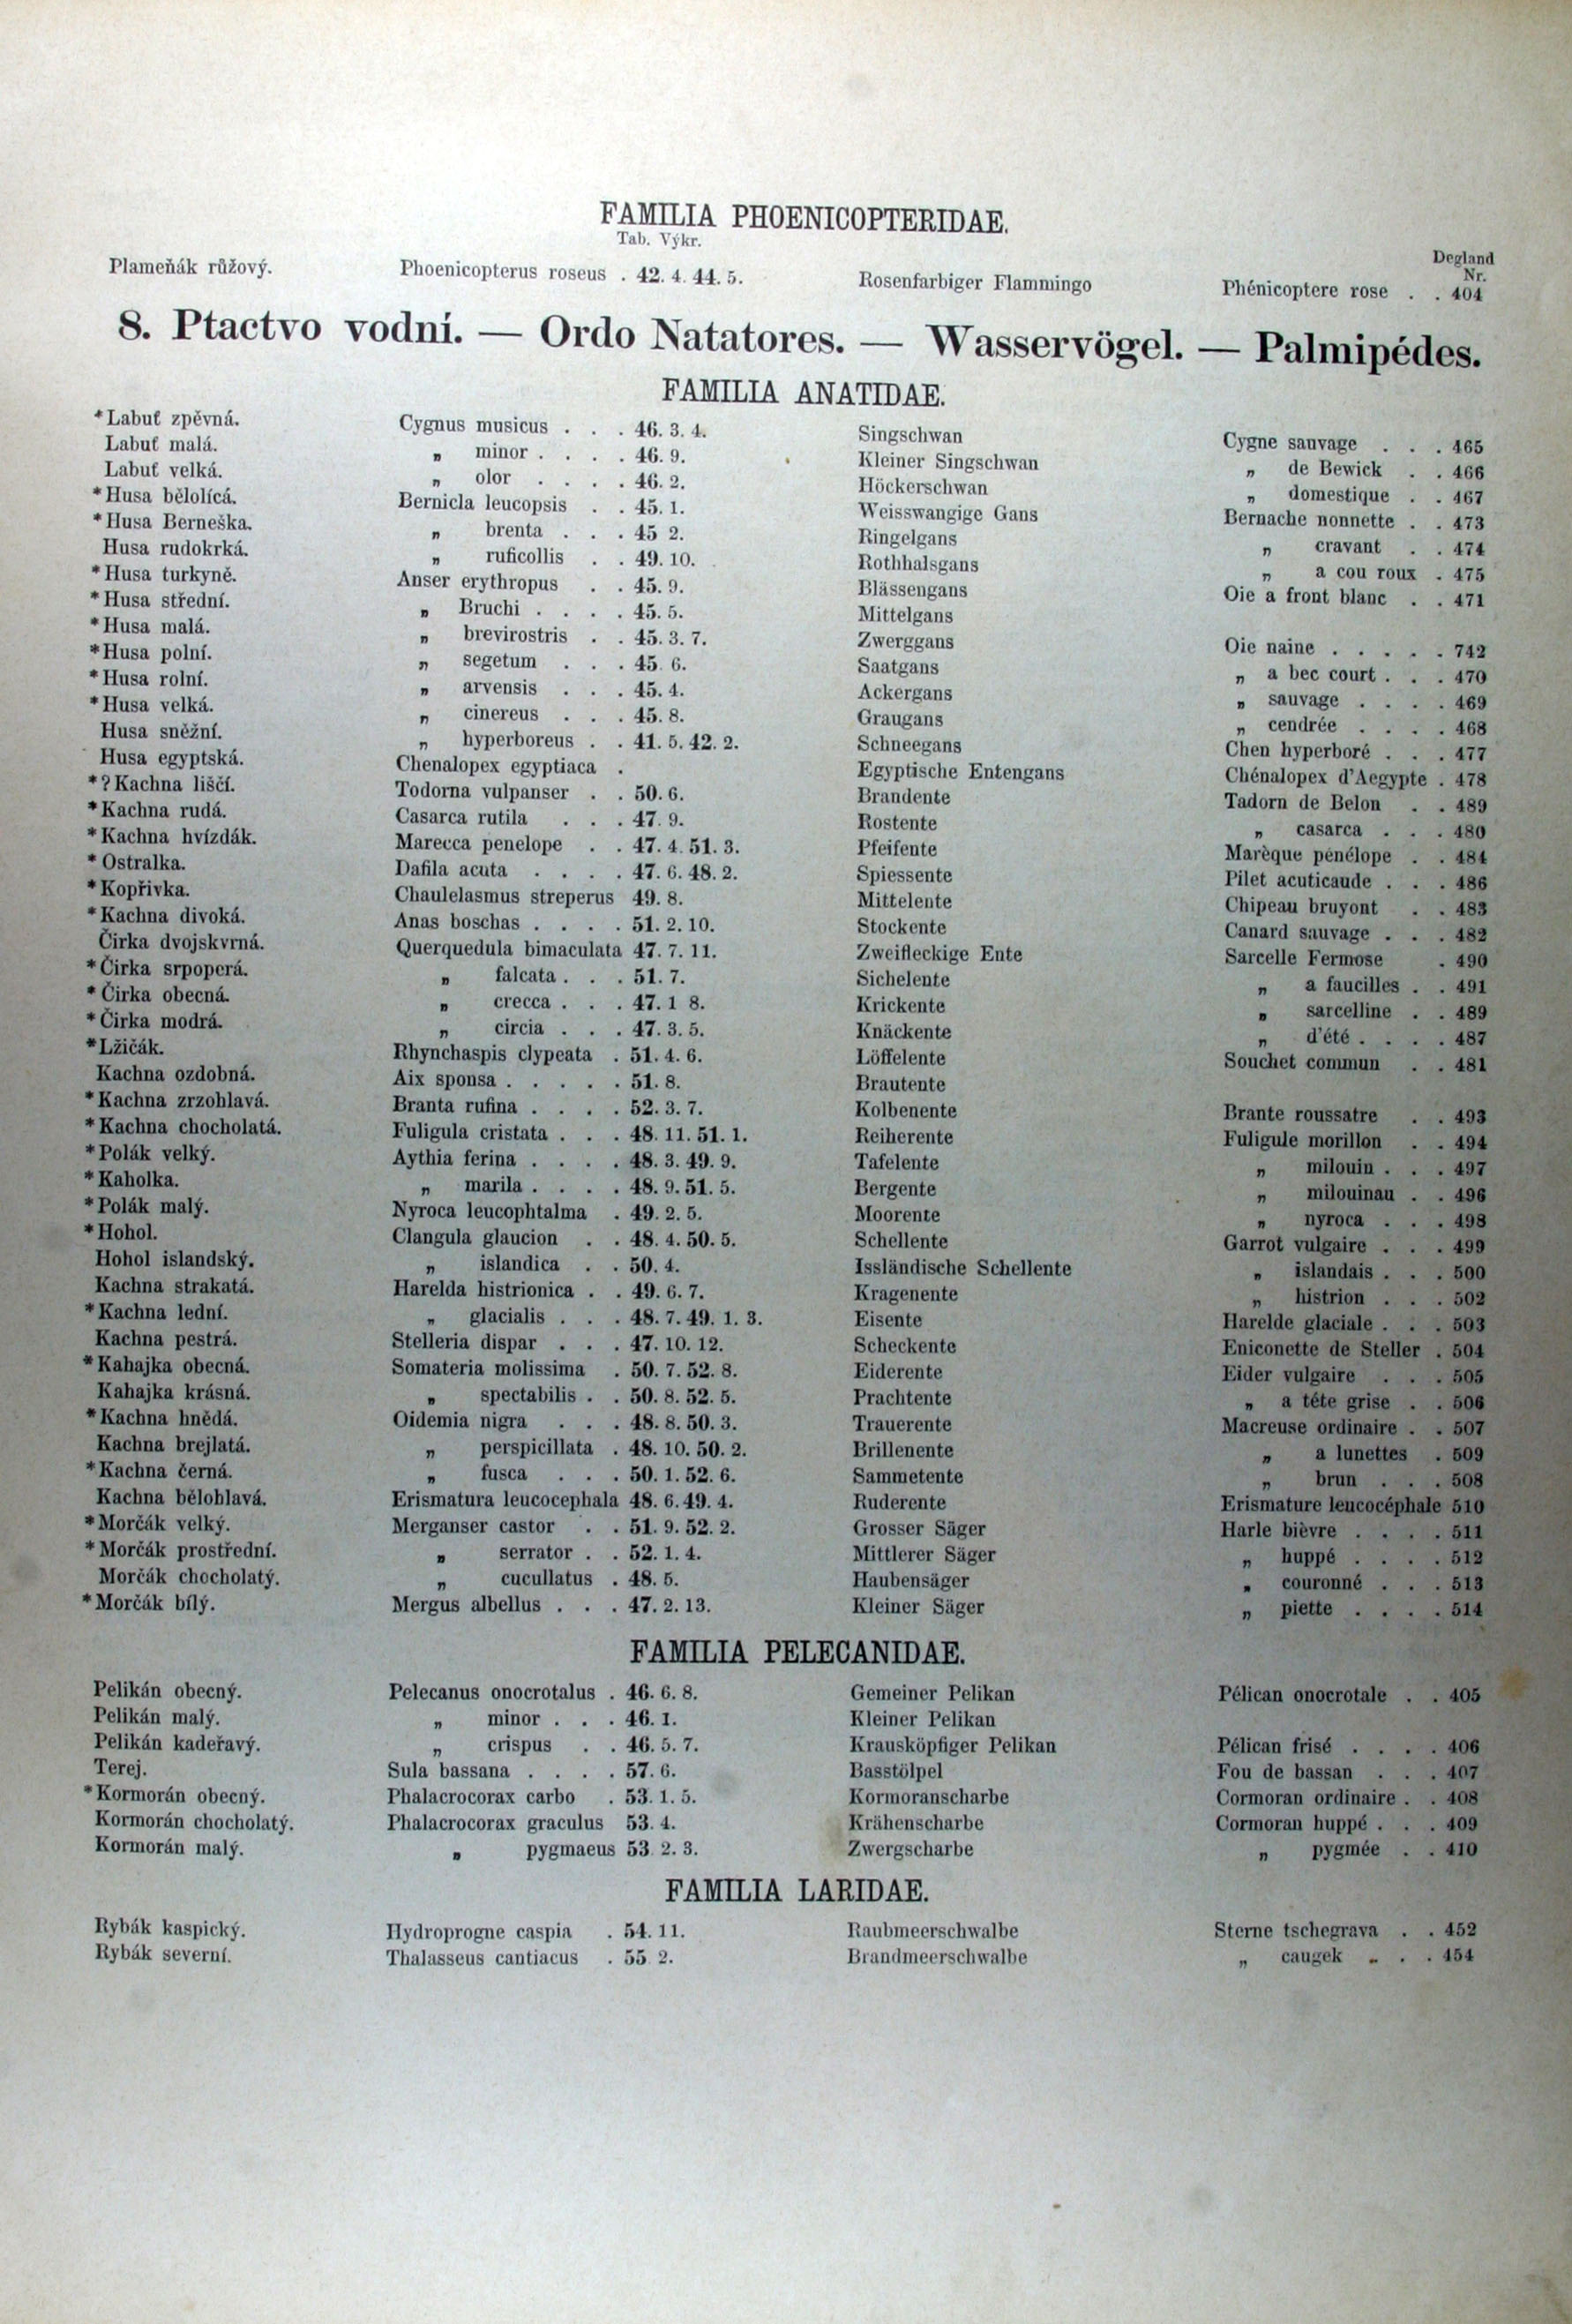 FAMILIA PHOENICOPTERIDAE.
Tab. Výkr.
Degland
Nr.
Plameňák růžový. Phoenicopterus roseus . 42. 4. 44. 5. Rosenfarbiger Flammingo Phénicoptere rose . . 404
8. Ptactvo vodní. — Ordo Natatores. — Wasservögel. — Palmipédes.
FAMILIA ANATIDAE.
*Labuť zpěvná. Cygnus musicus . . . 46. 3. 4. Singschwan Cygne sauvage . . . 465
Labuť malá. „ minor . . . . 46. 9. Kleiner Singschwan „ de Bewick . . 466
Labuť velká. „ olor . . . . 46. 2. Höckerschwan „ domestique . . 467
*Husa bělolícá. Bernicla leucopsis . . 45. 1. Weisswangige Gans Bernache nonnette . . 473
*Husa Berneška. „ brenta . . . 45 2. Ringelgans „ cravant . . 474
Husa rudokrká. „ ruficollis . . 49. 10. Rothhalsgans „ a cou roux . 475
*Husa turkyně. Anser erythropus . . 45. 9. Blässengans Oie a front blanc . . 471
*Husa střední. „ Bruchi . . . . 45. 5. Mittelgans
*Husa malá. „ brevirostris . . 45. 3. 7. Zwerggans Oie naine . . . . . 742
*Husa polní. „ segetum . . . 45. 6. Saatgans „ a bec court . . . 470
*Husa rolní. „ arvensis . . . 45. 4. Ackergans „ sauvage . . . . 469
*Husa velká. „ cinereus . . . 45. 8. Graugans „ cendrée . . . . 468
Husa sněžní. „ hyperboreus . . 41. 5. 42. 2. Schneegans Chen hyperboré . . . 477
Husa egyptská. Chenalopex egyptiaca . Egyptische Entengans Chénalopex d'Aegypte . 478
*?Kachna liščí. Todorna vulpanser . . 50. 6. Brandente Tadorn de Belon . . 489
*Kachna rudá. Casarca rutila . . . 47. 9. Rostente „ casarca . . . 480
*Kachna hvízdák. Marecca penelope . . 47. 4. 51. 3. Pfeifente Marèque pénélope . . 484
*Ostralka. Dafila acuta . . . . 47. 6. 48. 2. Spiessente Pilet acuticaude . . . 486
*Kopřivka. Chaulelasmus streperus 49. 8. Mittelente Chipeau bruyont . . 483
*Kachna divoká. Anas boschas . . . . 51. 2. 10. Stockente Canard sauvage . . . 482
Čirka dvojskvrná. Querquedula bimaculata 47. 7. 11. Zweifleckige Ente Sarcelle Fermose . 490
*Čirka srpoperá. „ falcata . . . 51. 7. Sichelente „ a faucilles . . 491
*Čirka obecná. „ crecca . . . 47. 1 8. Krickente „ sarcelline . . 489
*Čirka modrá. „ circia . . . 47. 3. 5. Knäckente „ d'été . . . . 487
*Lžičák. Rhynchaspis clypeata . 51. 4. 6. Löffelente Souchet commun . . 481
Kachna ozdobná. Aix sponsa . . . . . 51. 8. Brautente
*Kachna zrzohlavá. Branta rufina . . . . 52. 3. 7. Kolbenente Brante roussatre . . 493
*Kachna chocholatá. Fuligula cristata . . . 48. 11. 51. 1. Reiherente Fuligule morillon . . 494
*Polák velký. Aythia ferina . . . . 48. 3. 49. 9. Tafelente „ milouin . . . 497
*Kaholka. „ marila . . . . 48. 9. 51. 5. Bergente „ milouinau . . 496
*Polák malý. Nyroca leucophtalma . 49. 2. 5. Moorente „ nyroca . . . 498
*Hohol. Clangula glaucion . . 48. 4. 50. 5. Schellente Garrot vulgaire . . . 499
Hohol islandský. „ islandica . . 50. 4. Issländische Schellente „ islandais . . . 500
Kachna strakatá. Harelda histrionica . . 49. 6. 7. Kragenente „ histrion . . . 502
*Kachna lední. „ glacialis . . . 48. 7. 49. 1. 3. Eisente Harelde glaciale . . . 503
Kachna pestrá. Stelleria dispar . . . 47. 10. 12. Scheckente Eniconette de Steller . 504
*Kahajka obecná. Somateria molissima . 50. 7. 52. 8. Eiderente Eider vulgaire . . . 505
Kahajka krásná. „ spectabilis . . 50. 8. 52. 5. Prachtente „ a téte grise . . 506
*Kachna hnědá. Oidemia nigra . . . 48. 8. 50. 3. Trauerente Macreuse ordinaire . . 507
Kachna brejlatá. „ perspicillata . 48. 10. 50. 2. Brillenente „ a lunettes . 509
*Kachna černá. „ fusca . . . 50. 1. 52. 6. Sammetente „ brun . . . 508
Kachna běloblavá. Erismatura leucocephala 48. 6. 49. 4. Ruderente Erismature leucocéphale 510
*Morčák velký. Merganser castor . . 51. 9. 52. 2. Grosser Säger Harle bièvre . . . . 511
*Morčák prostřední. „ serrator . . 52. 1. 4. Mittlerer Säger „ huppé . . . . 512
Morčák chocholatý. „ cucullatus . 48. 5. Haubensäger „ couronné . . . 513
*Morčák bílý. Mergus albellus . . . 47. 2. 13. Kleiner Säger „ piette . . . . 514
FAMILIA PELECANIDAE.
Pelikán obecný. Pelecanus onocrotalus . 46. 6. 8. Gemeiner Pelikan Pélican onocrotale . . 405
Pelikán malý. „ minor . . . 46. 1. Kleiner Pelikan
Pelikán kadeřavý. „ crispus . . 46. 5. 7. Krausköpfiger Pelikan Pélican frisé . . . . 406
Terej. Sula bassana . . . . 57. 6. Basstölpel Fou de bassan . . . 407
*Kormorán obecný. Phalacrocorax carbo . 53. 1. 5. Kormoranscharbe Cormoran ordinaire . . 408
Kormorán chocholatý. Phalacrocorax graculus 53. 4. Krähenscharbe Cormoran huppé . . . 409
Kormorán malý. „ pygmaeus 53. 2. 3. Zwergscharbe „ pygmée . . 410
FAMILIA LARIDAE.
Rybák kaspický. Hydroprogne caspia . 54. 11. Raubmeerschwalbe Sterne tschegrava . . 452
Rybák severní. Thalasseus cantiacus . 55 2. Brandmeerschwalbe „ caugek . . . 454